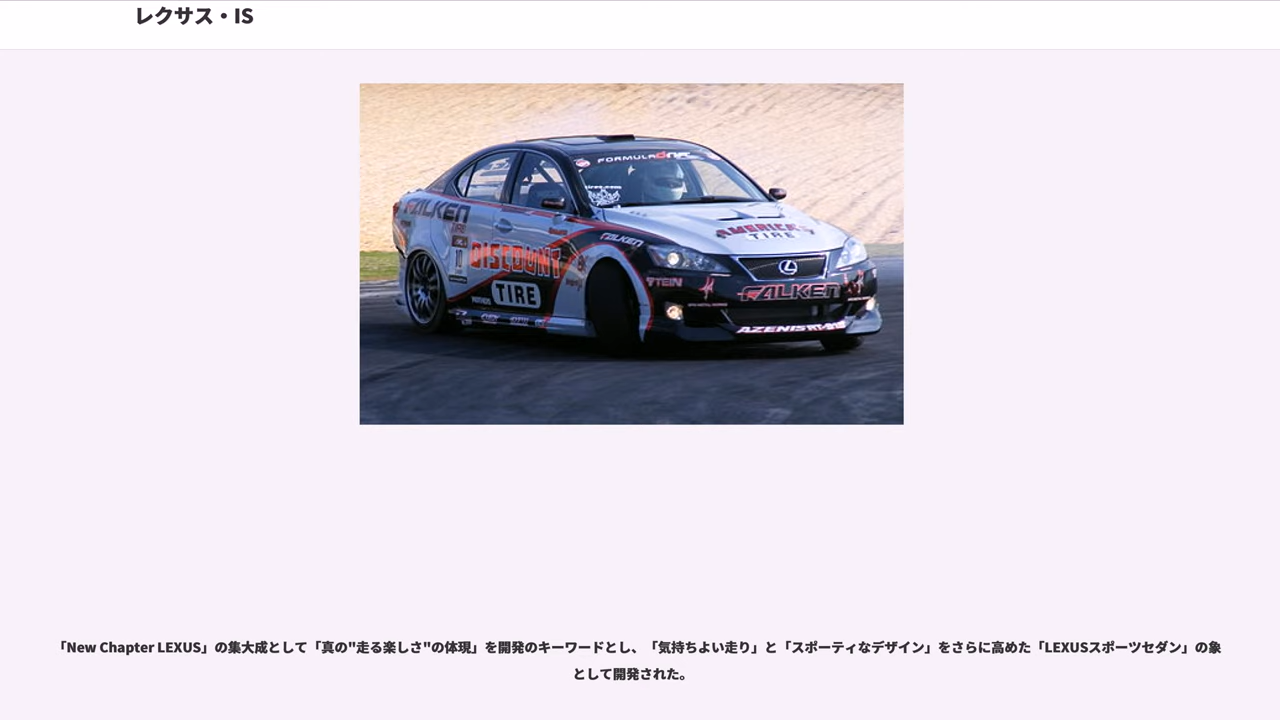 レクサス・IS
FORMULA
FALKEN
TIRE
DISCOUNT
TIRE
FALKEN
AMERICA'S
TIRE
STEIN
FALKEN
AZENIS
「New Chapter LEXUS」の集大成として「真の"走る楽しさ"の体現」を開発のキーワードとし、「気持ちよい走り」と「スポーティなデザイン」をさらに高めた「LEXUSスポーツセダン」の象
として開発された。